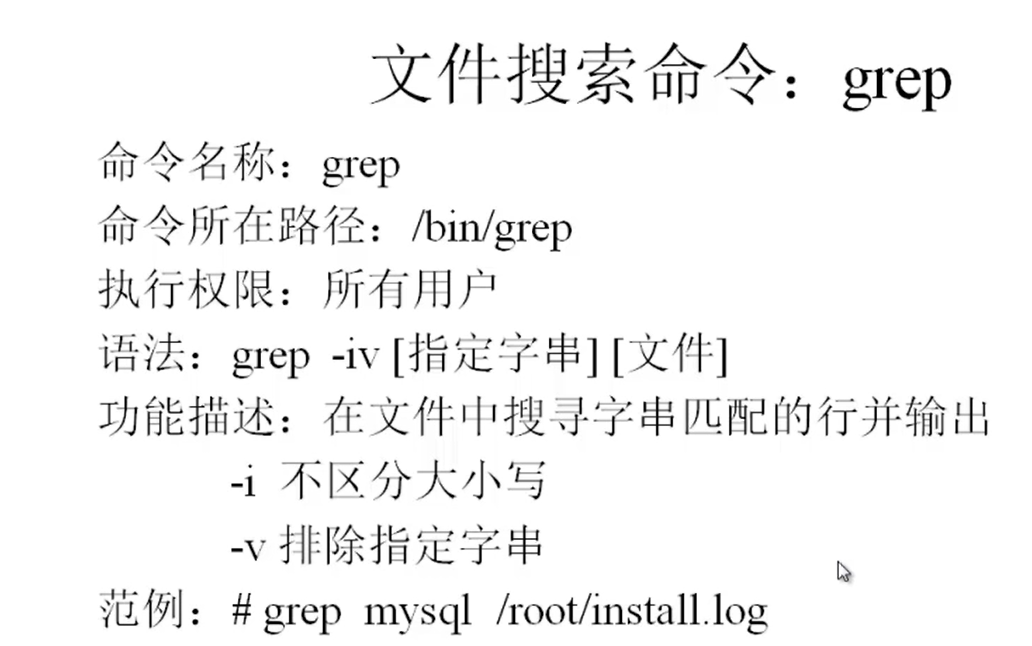 文件搜索命令：grep
命令名称：grep
命令所在路径：/bin/grep
执行权限：所有用户
语法：grep -iv [指定字串] [文件]
功能描述：在文件中搜寻字串匹配的行并输出
-i 不区分大小写
-v 排除指定字串
范例：# grep mysql /root/install.log